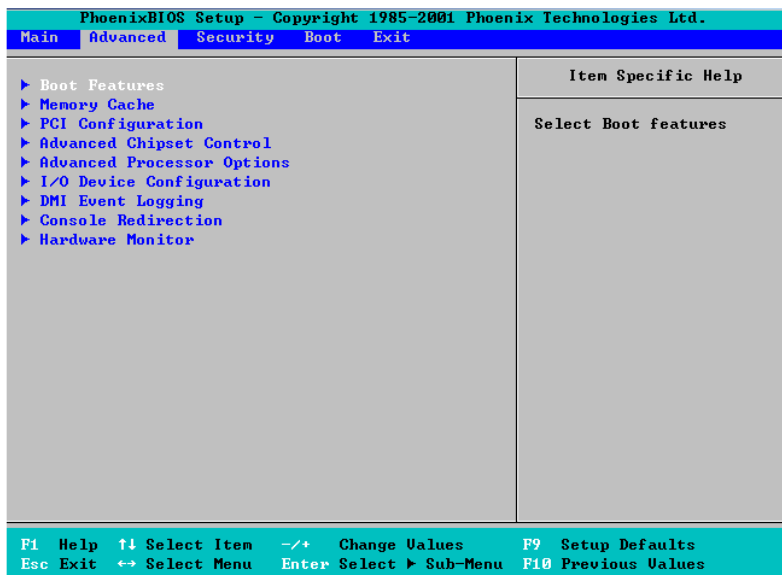 PhoenixBIOS Setup - Copyright 1985-2001 Phoenix Technologies Ltd.
Main Advanced Security Boot Exit
▶ Boot Features
▶ Memory Cache
▶ PCI Configuration
▶ Advanced Chipset Control
▶ Advanced Processor Options
▶ I/O Device Configuration
▶ DMI Event Logging
▶ Console Redirection
▶ Hardware Monitor
Item Specific Help
Select Boot features
F1 Help ↑↓ Select Item -/+ Change Values F9 Setup Defaults
Esc Exit ↔ Select Menu Enter Select ▶ Sub-Menu F10 Previous Values